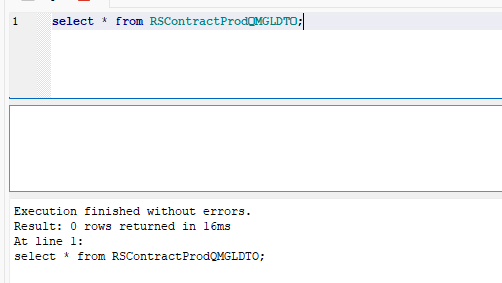 1 select * from RSContractProdQMGLDTO;
Execution finished without errors.
Result: 0 rows returned in 16ms
At line 1:
select * from RSContractProdQMGLDTO;